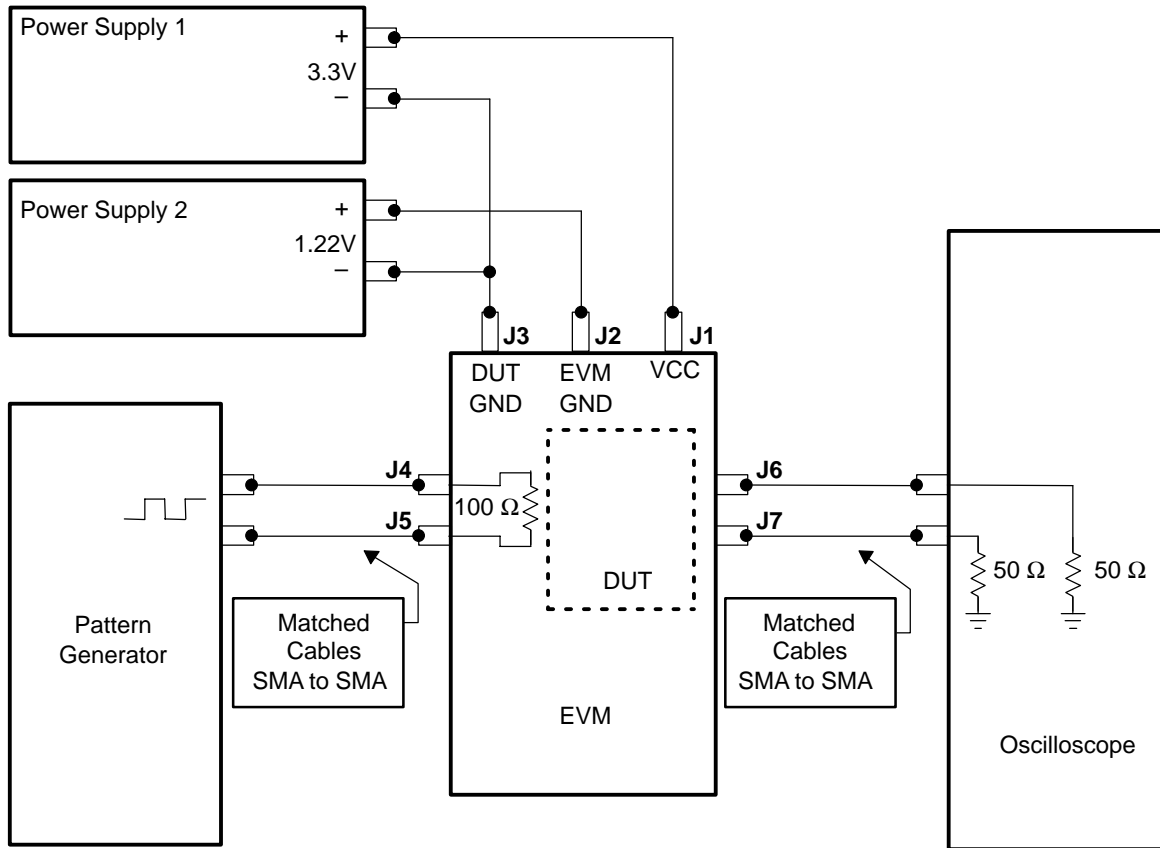 Power Supply 1
+
3.3V
–
Power Supply 2
+
1.22V
–
J3
J2
J1
DUT
GND
EVM
GND
VCC
J4
J5
100 Ω
DUT
EVM
J6
J7
50 Ω
50 Ω
Pattern
Generator
Matched
Cables
SMA to SMA
Matched
Cables
SMA to SMA
Oscilloscope